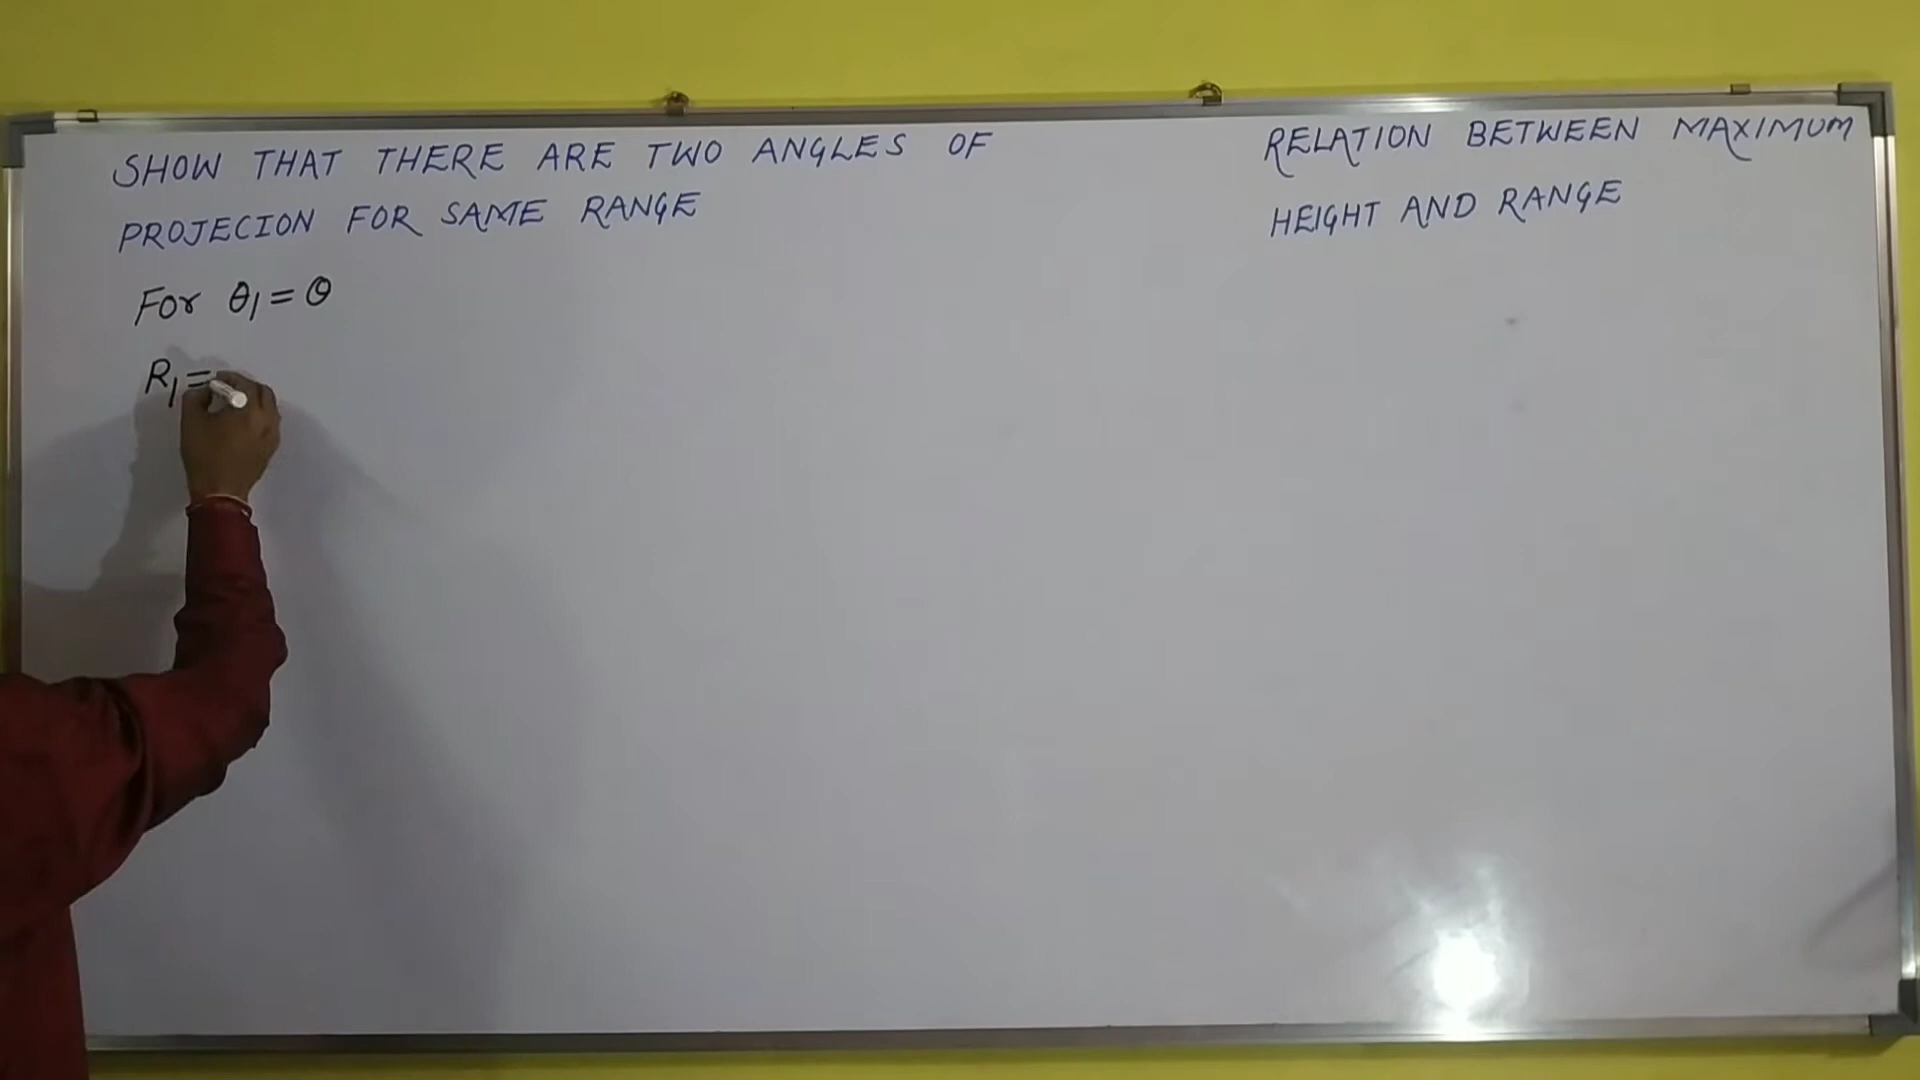 SHOW THAT THERE ARE TWO ANGLES OF
PROJECION FOR SAME RANGE
For θ₁ = θ
R₁ =
RELATION BETWEEN MAXIMUM
HEIGHT AND RANGE